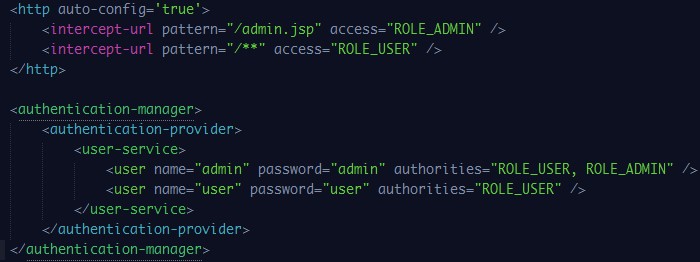 <http auto-config='true'>
<intercept-url pattern="/admin.jsp" access="ROLE_ADMIN" />
<intercept-url pattern="/**" access="ROLE_USER" />
</http>
<authentication-manager>
<authentication-provider>
<user-service>
<user name="admin" password="admin" authorities="ROLE_USER, ROLE_ADMIN" />
<user name="user" password="user" authorities="ROLE_USER" />
</user-service>
</authentication-provider>
</authentication-manager>